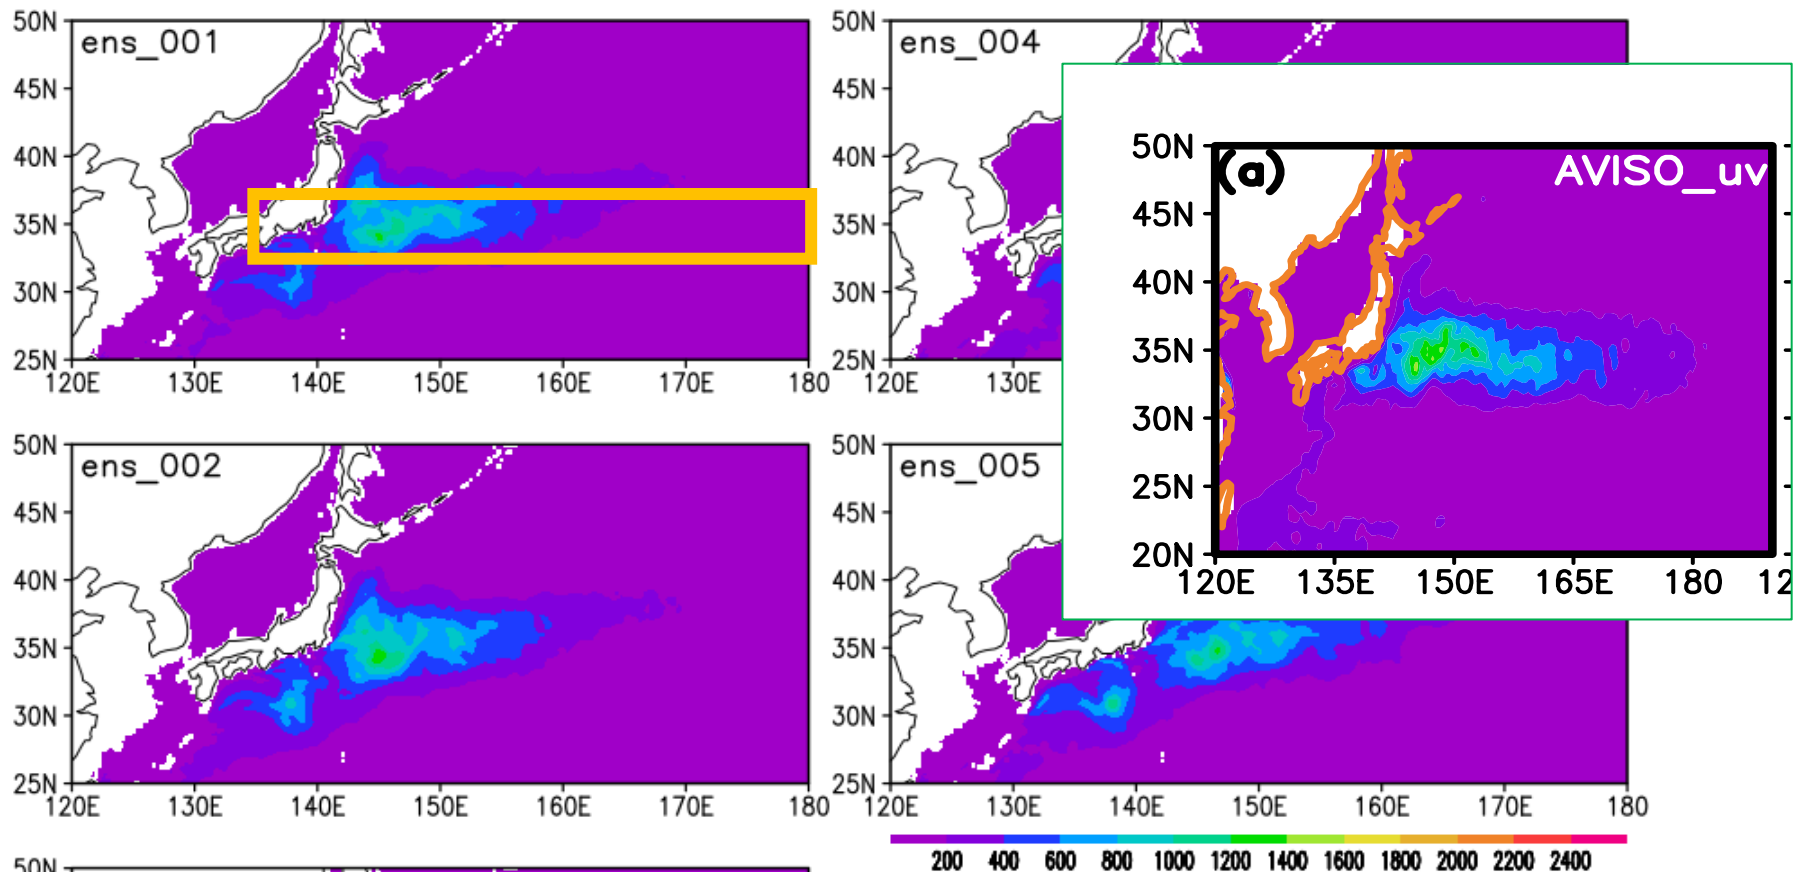 50N
ens_001
45N
40N
35N
30N
25N
120E 130E 140E 150E 160E 170E 180
50N
ens_004
45N
40N
35N
30N
25N
120E 130E
50N
(a) AVISO_uv
45N
40N
35N
30N
25N
20N
120E 135E 150E 165E 180 12
50N
ens_002
45N
40N
35N
30N
25N
120E 130E 140E 150E 160E 170E 180
50N
ens_005
45N
40N
35N
30N
25N
120E 130E 140E 150E 160E 170E 180
200 400 600 800 1000 1200 1400 1600 1800 2000 2200 2400
50N